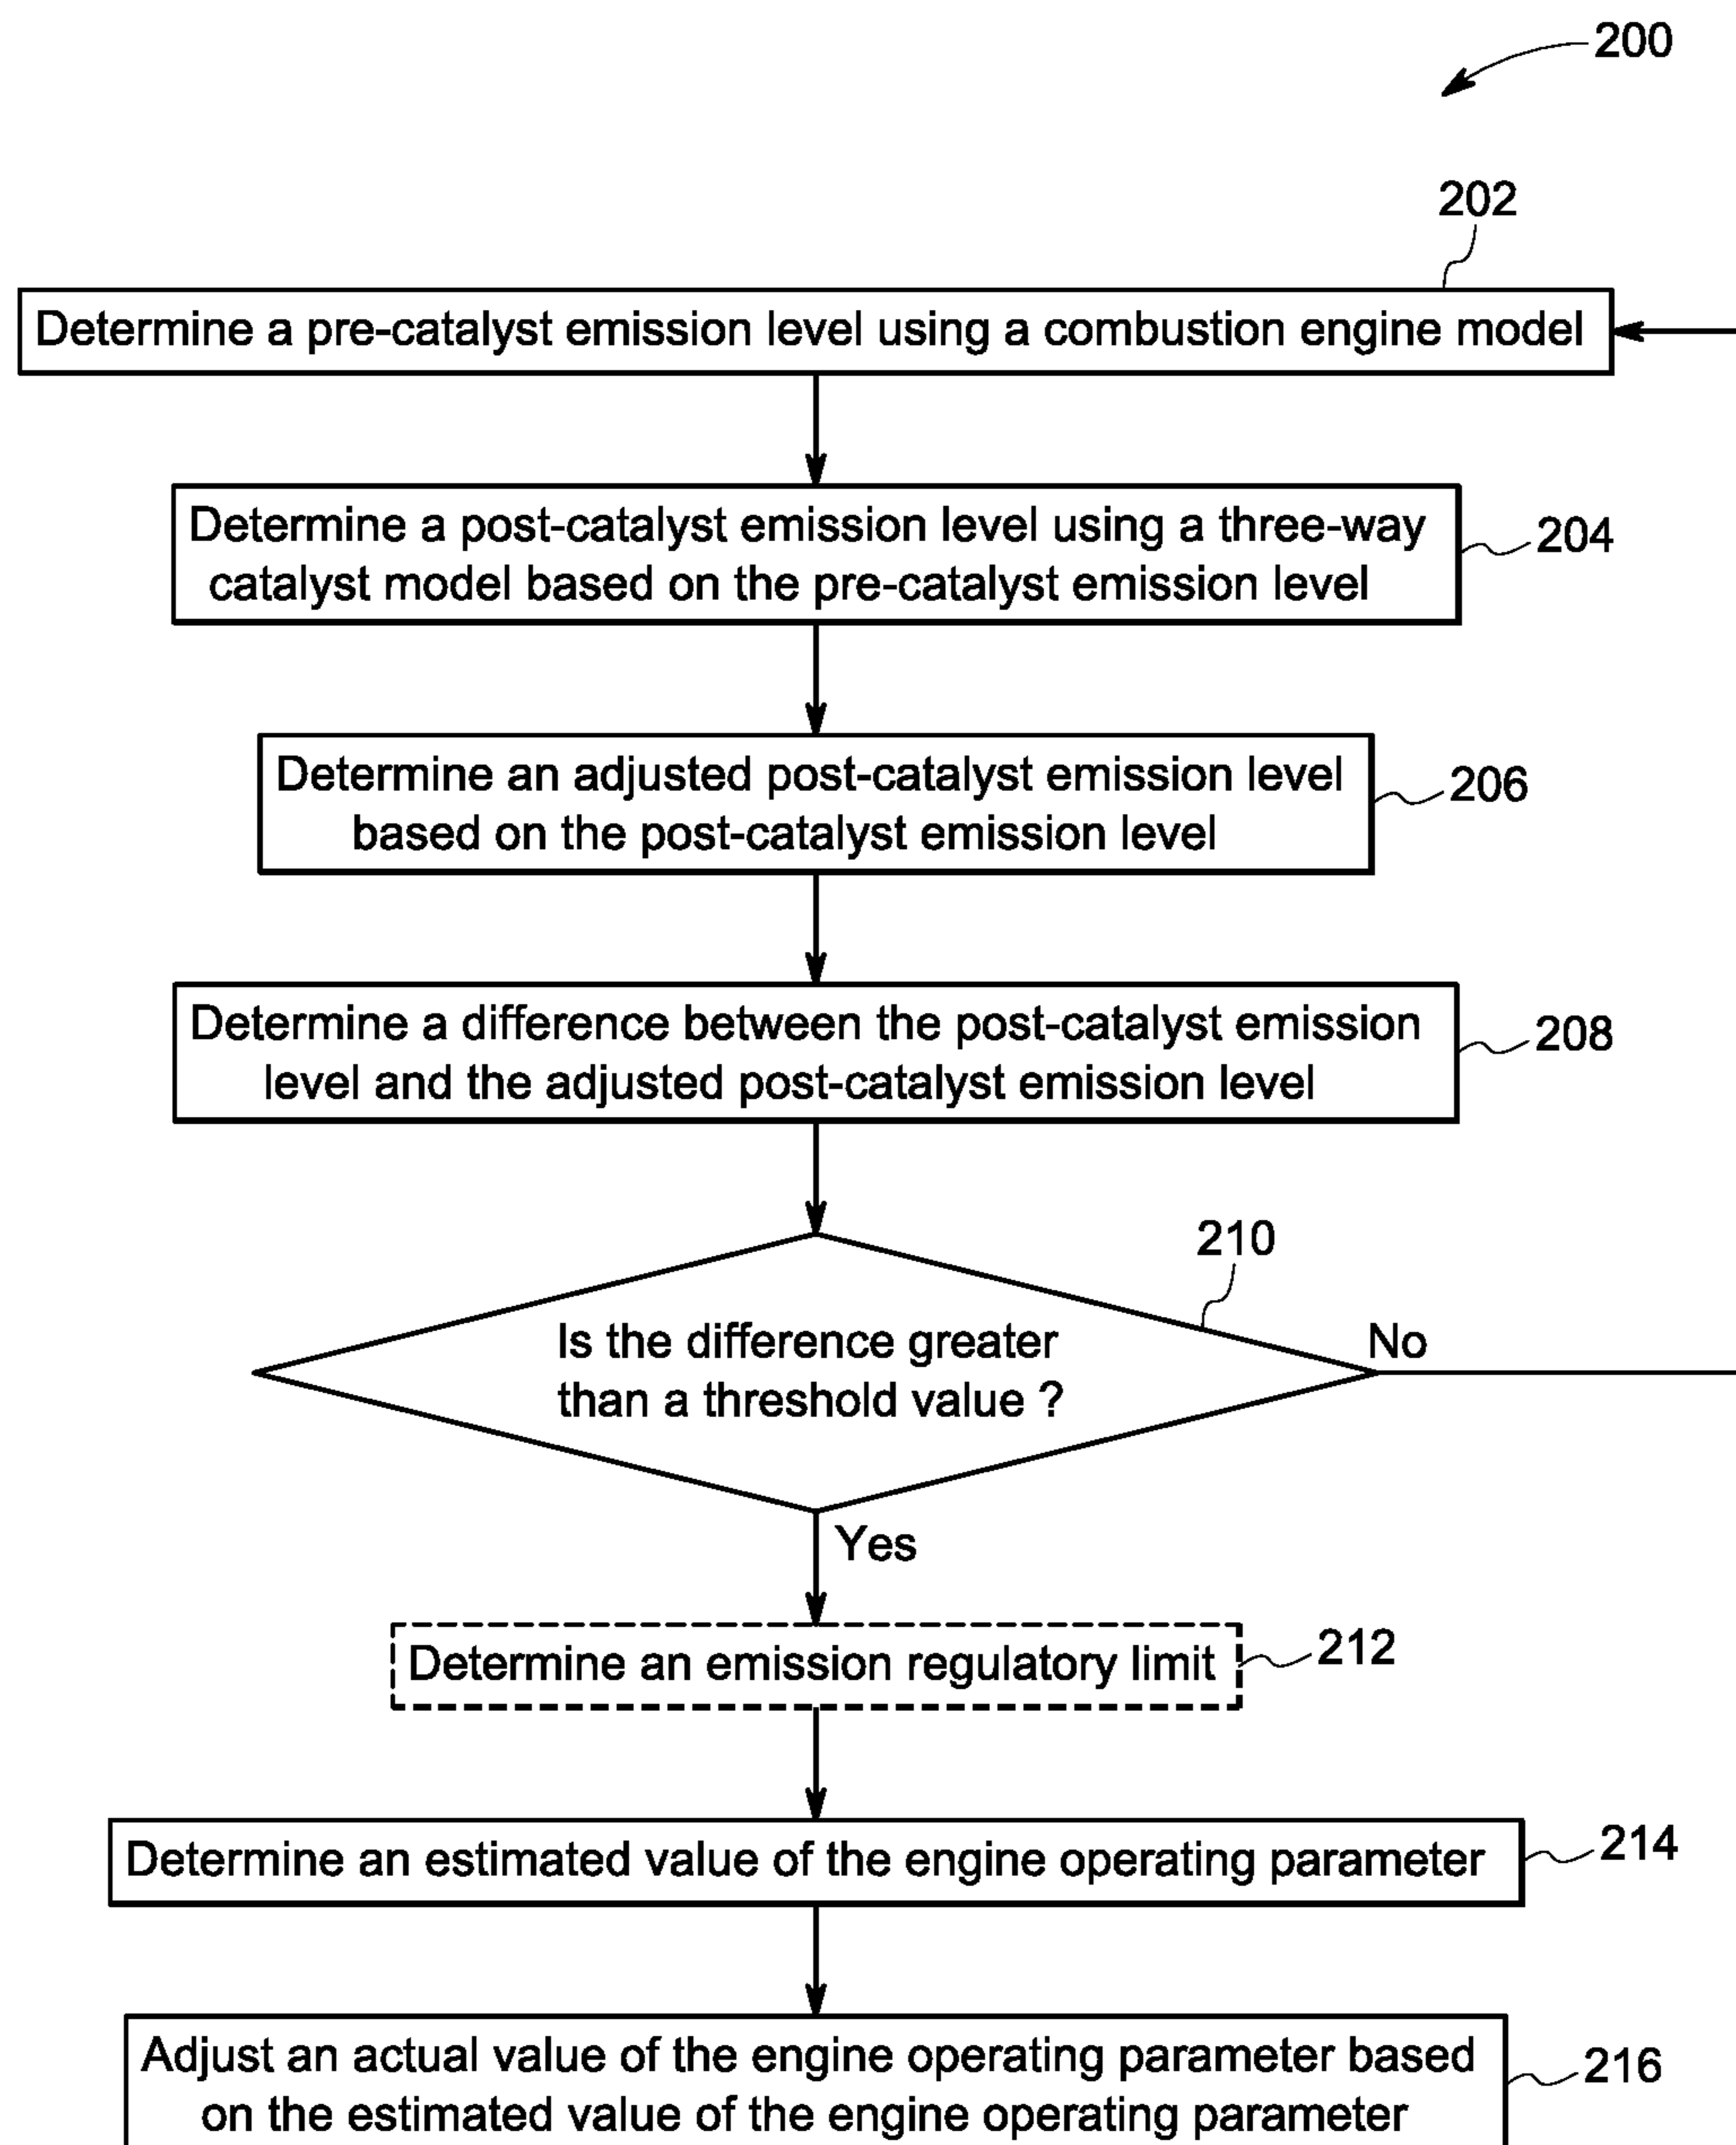 200
202
Determine a pre-catalyst emission level using a combustion engine model
Determine a post-catalyst emission level using a three-way
catalyst model based on the pre-catalyst emission level
204
Determine an adjusted post-catalyst emission level
based on the post-catalyst emission level
206
Determine a difference between the post-catalyst emission
level and the adjusted post-catalyst emission level
208
210
Is the difference greater
than a threshold value ?
No
Yes
Determine an emission regulatory limit
212
Determine an estimated value of the engine operating parameter
214
Adjust an actual value of the engine operating parameter based
on the estimated value of the engine operating parameter
216